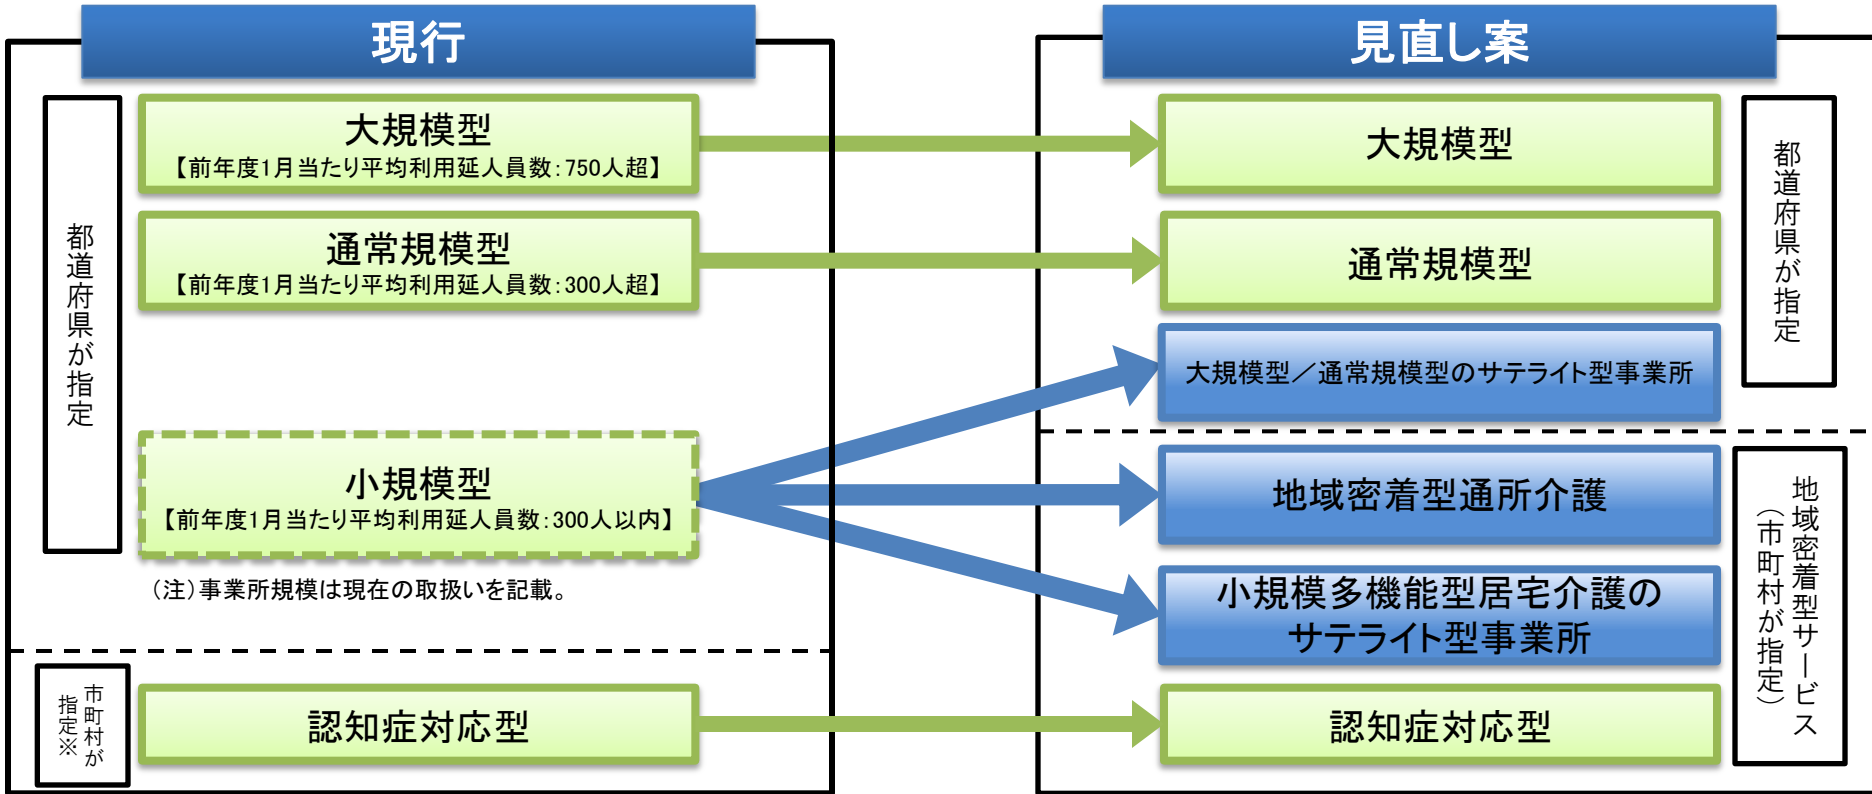 現行
都道府県が指定
大規模型
【前年度1月当たり平均利用延人員数：750人超】
通常規模型
【前年度1月当たり平均利用延人員数：300人超】
小規模型
【前年度1月当たり平均利用延人員数：300人以内】
（注）事業所規模は現在の取扱いを記載。
市町村が
指定※
認知症対応型
見直し案
大規模型
通常規模型
大規模型／通常規模型のサテライト型事業所
都道府県が指定
地域密着型通所介護
小規模多機能型居宅介護の
サテライト型事業所
認知症対応型
地域密着型サービス
（市町村が指定）